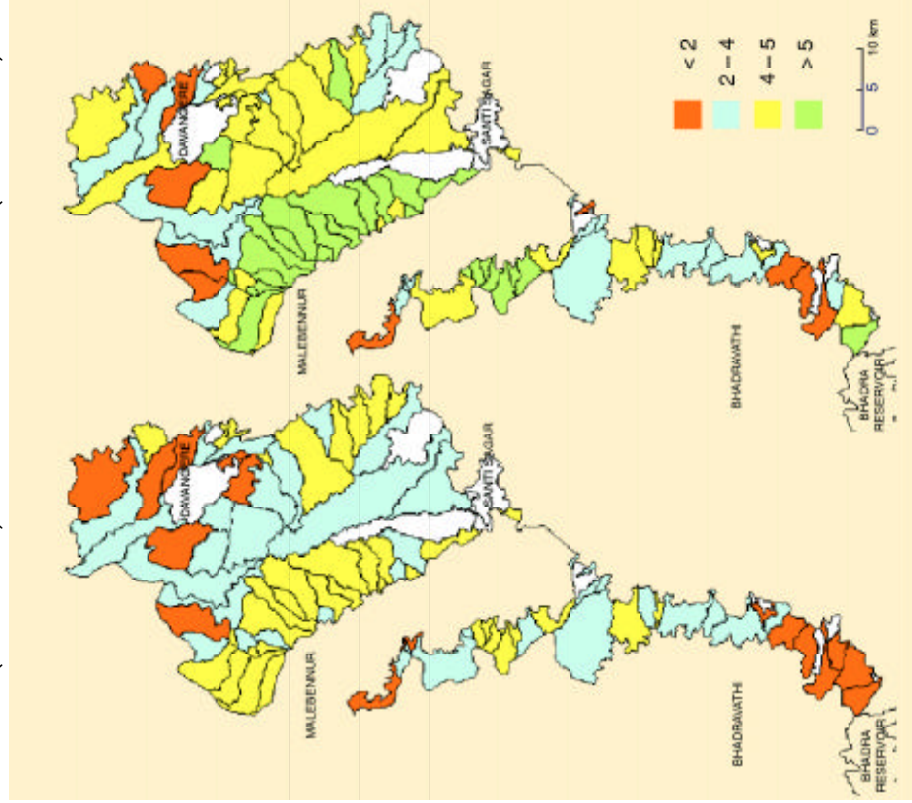 DAVANGERE
SANTI SAGAR
MALEBENNUR
BHADRAVATHI
BHADRA
RESERVOIR
< 2
2 – 4
4 – 5
> 5
0 5 10 km
DAVANGERE
SANTI SAGAR
MALEBENNUR
BHADRAVATHI
BHADRA
RESERVOIR